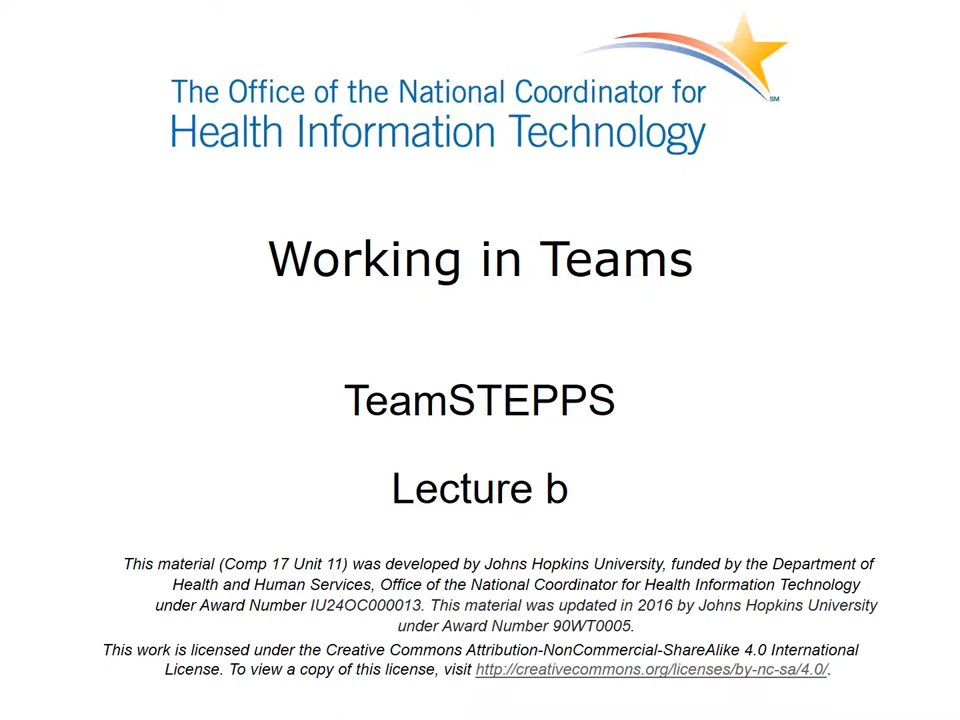 The Office of the National Coordinator for
Health Information Technology
SM
Working in Teams
TeamSTEPPS
Lecture b
This material (Comp 17 Unit 11) was developed by Johns Hopkins University, funded by the Department of
Health and Human Services, Office of the National Coordinator for Health Information Technology
under Award Number IU24OC000013. This material was updated in 2016 by Johns Hopkins University
under Award Number 90WT0005.
This work is licensed under the Creative Commons Attribution-NonCommercial-ShareAlike 4.0 International
License. To view a copy of this license, visit http://creativecommons.org/licenses/by-nc-sa/4.0/.